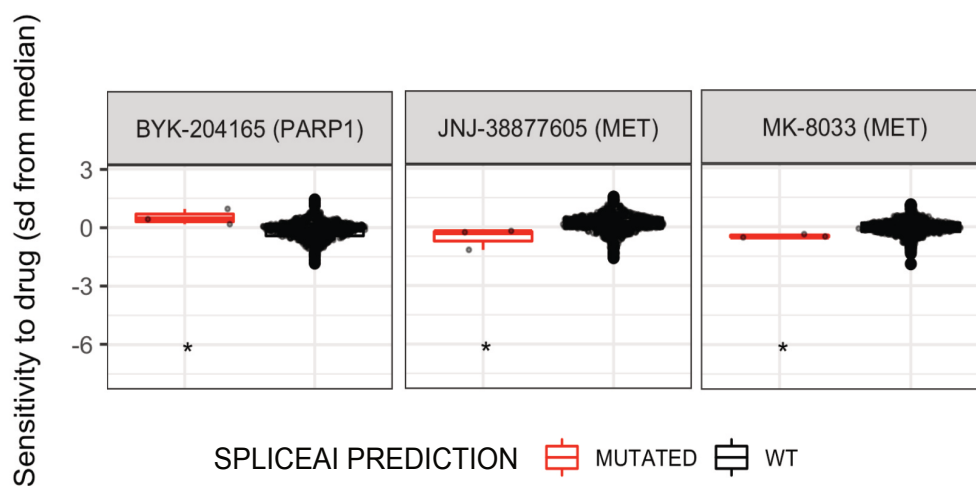 Sensitivity to drug (sd from median)
BYK-204165 (PARP1)
JNJ-38877605 (MET)
MK-8033 (MET)
3
0
-3
-6
*
*
*
SPLICEAI PREDICTION MUTATED WT